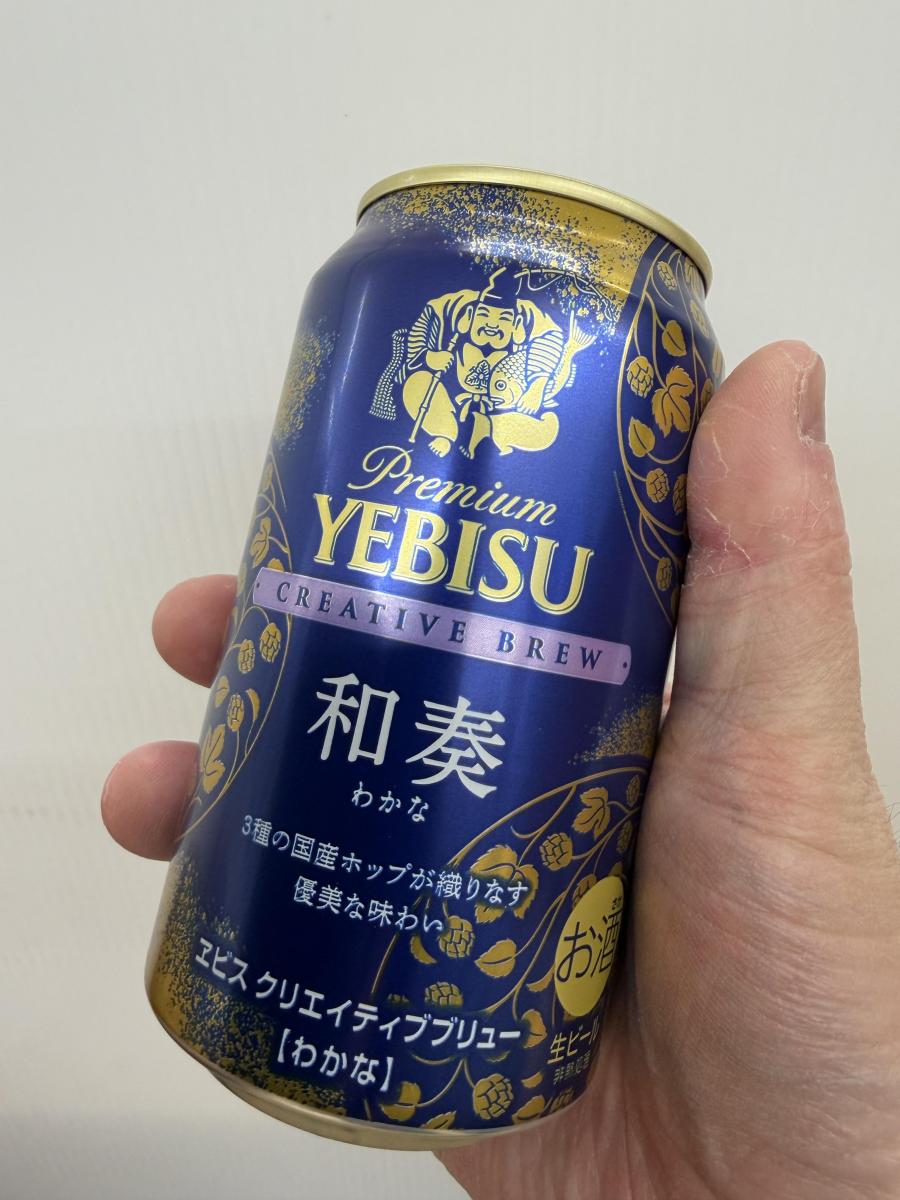 Premium
YEBISU
CREATIVE BREW
和奏
わかな
3種の国産ホップが織りなす
優美な味わい
ヱビス クリエイティブブリュー
【わかな】
お酒
生ビール